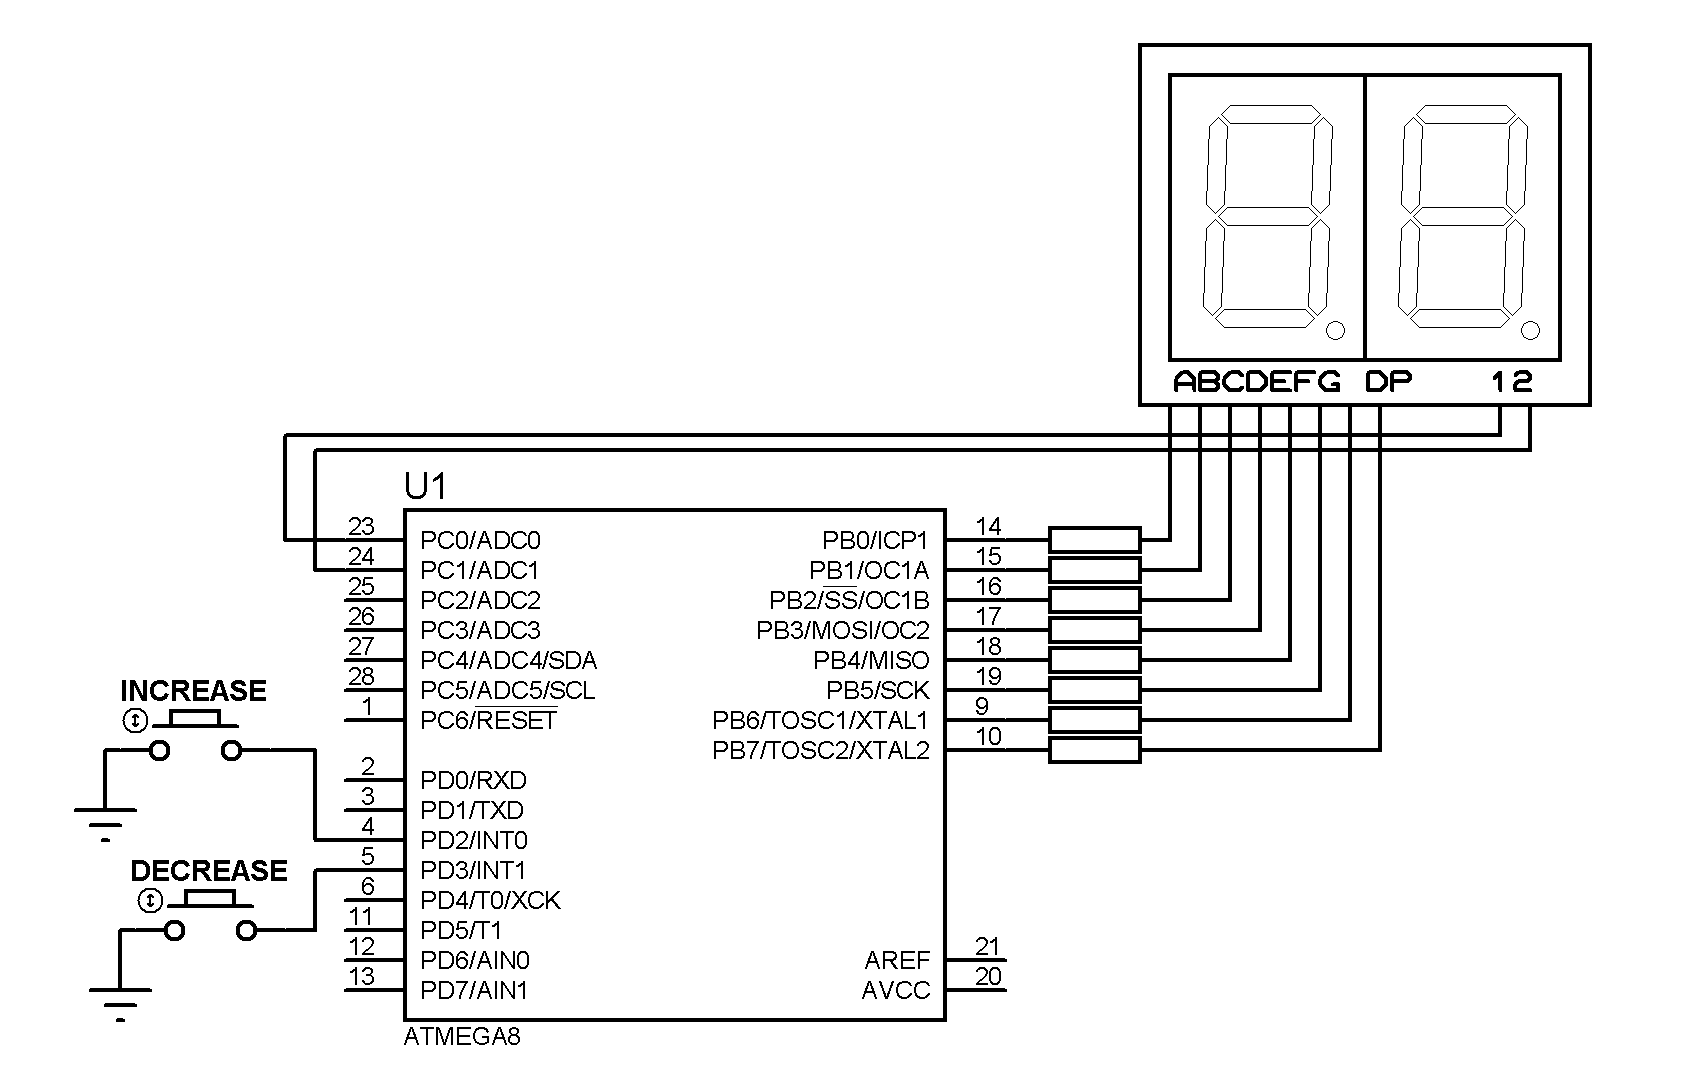 ABCDEFG DP 12
U1
23 PC0/ADC0
24 PC1/ADC1
25 PC2/ADC2
26 PC3/ADC3
27 PC4/ADC4/SDA
28 PC5/ADC5/SCL
1 PC6/RESET
2 PD0/RXD
3 PD1/TXD
4 PD2/INT0
5 PD3/INT1
6 PD4/T0/XCK
11 PD5/T1
12 PD6/AIN0
13 PD7/AIN1
PB0/ICP1 14
PB1/OC1A 15
PB2/SS/OC1B 16
PB3/MOSI/OC2 17
PB4/MISO 18
PB5/SCK 19
PB6/TOSC1/XTAL1 9
PB7/TOSC2/XTAL2 10
AREF 21
AVCC 20
ATMEGA8
INCREASE
DECREASE